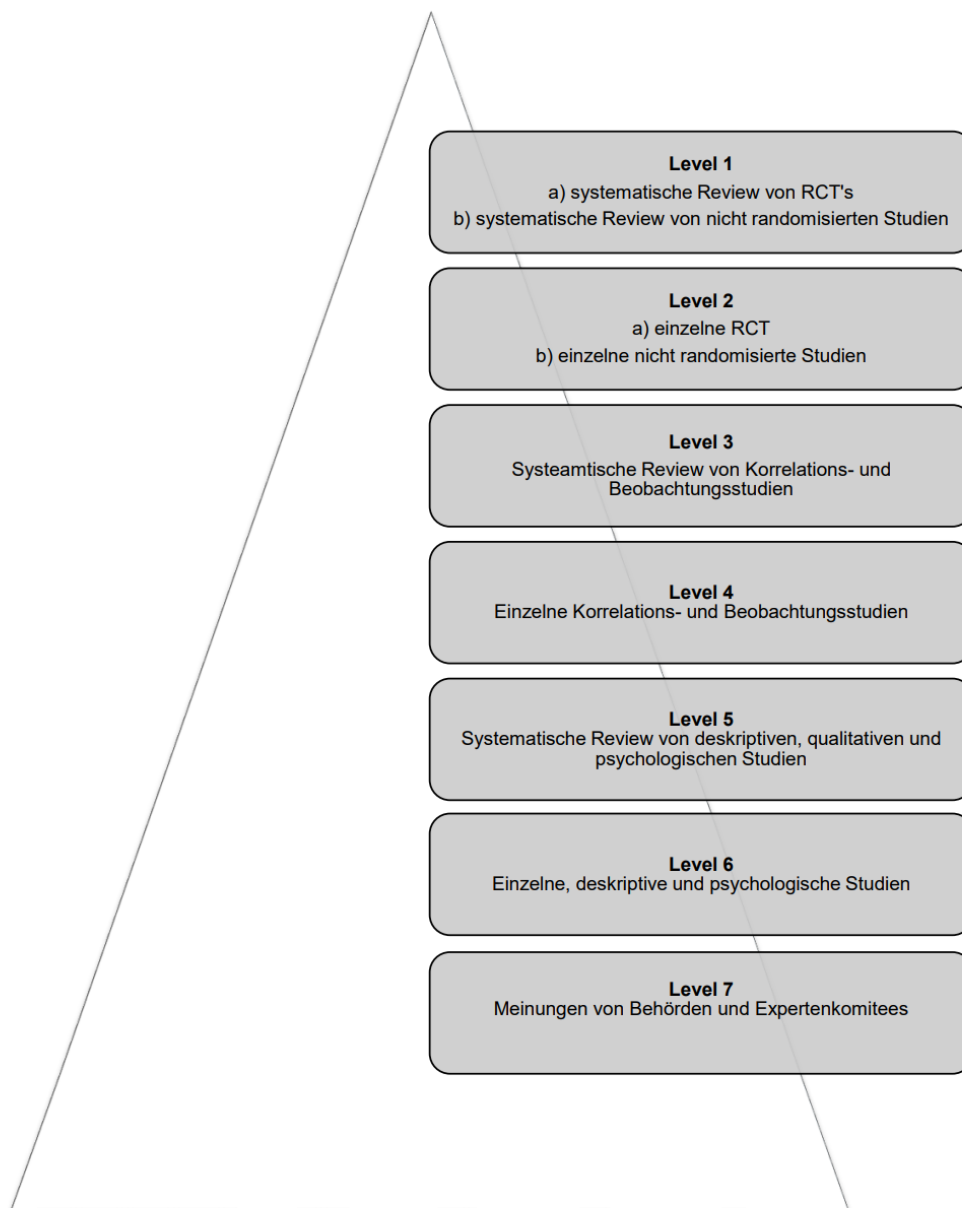 Level 1
a) systematische Review von RCT's
b) systematische Review von nicht randomisierten Studien
Level 2
a) einzelne RCT
b) einzelne nicht randomisierte Studien
Level 3
Systeamtische Review von Korrelations- und
Beobachtungsstudien
Level 4
Einzelne Korrelations- und Beobachtungsstudien
Level 5
Systematische Review von deskriptiven, qualitativen und
psychologischen Studien
Level 6
Einzelne, deskriptive und psychologische Studien
Level 7
Meinungen von Behörden und Expertenkomitees